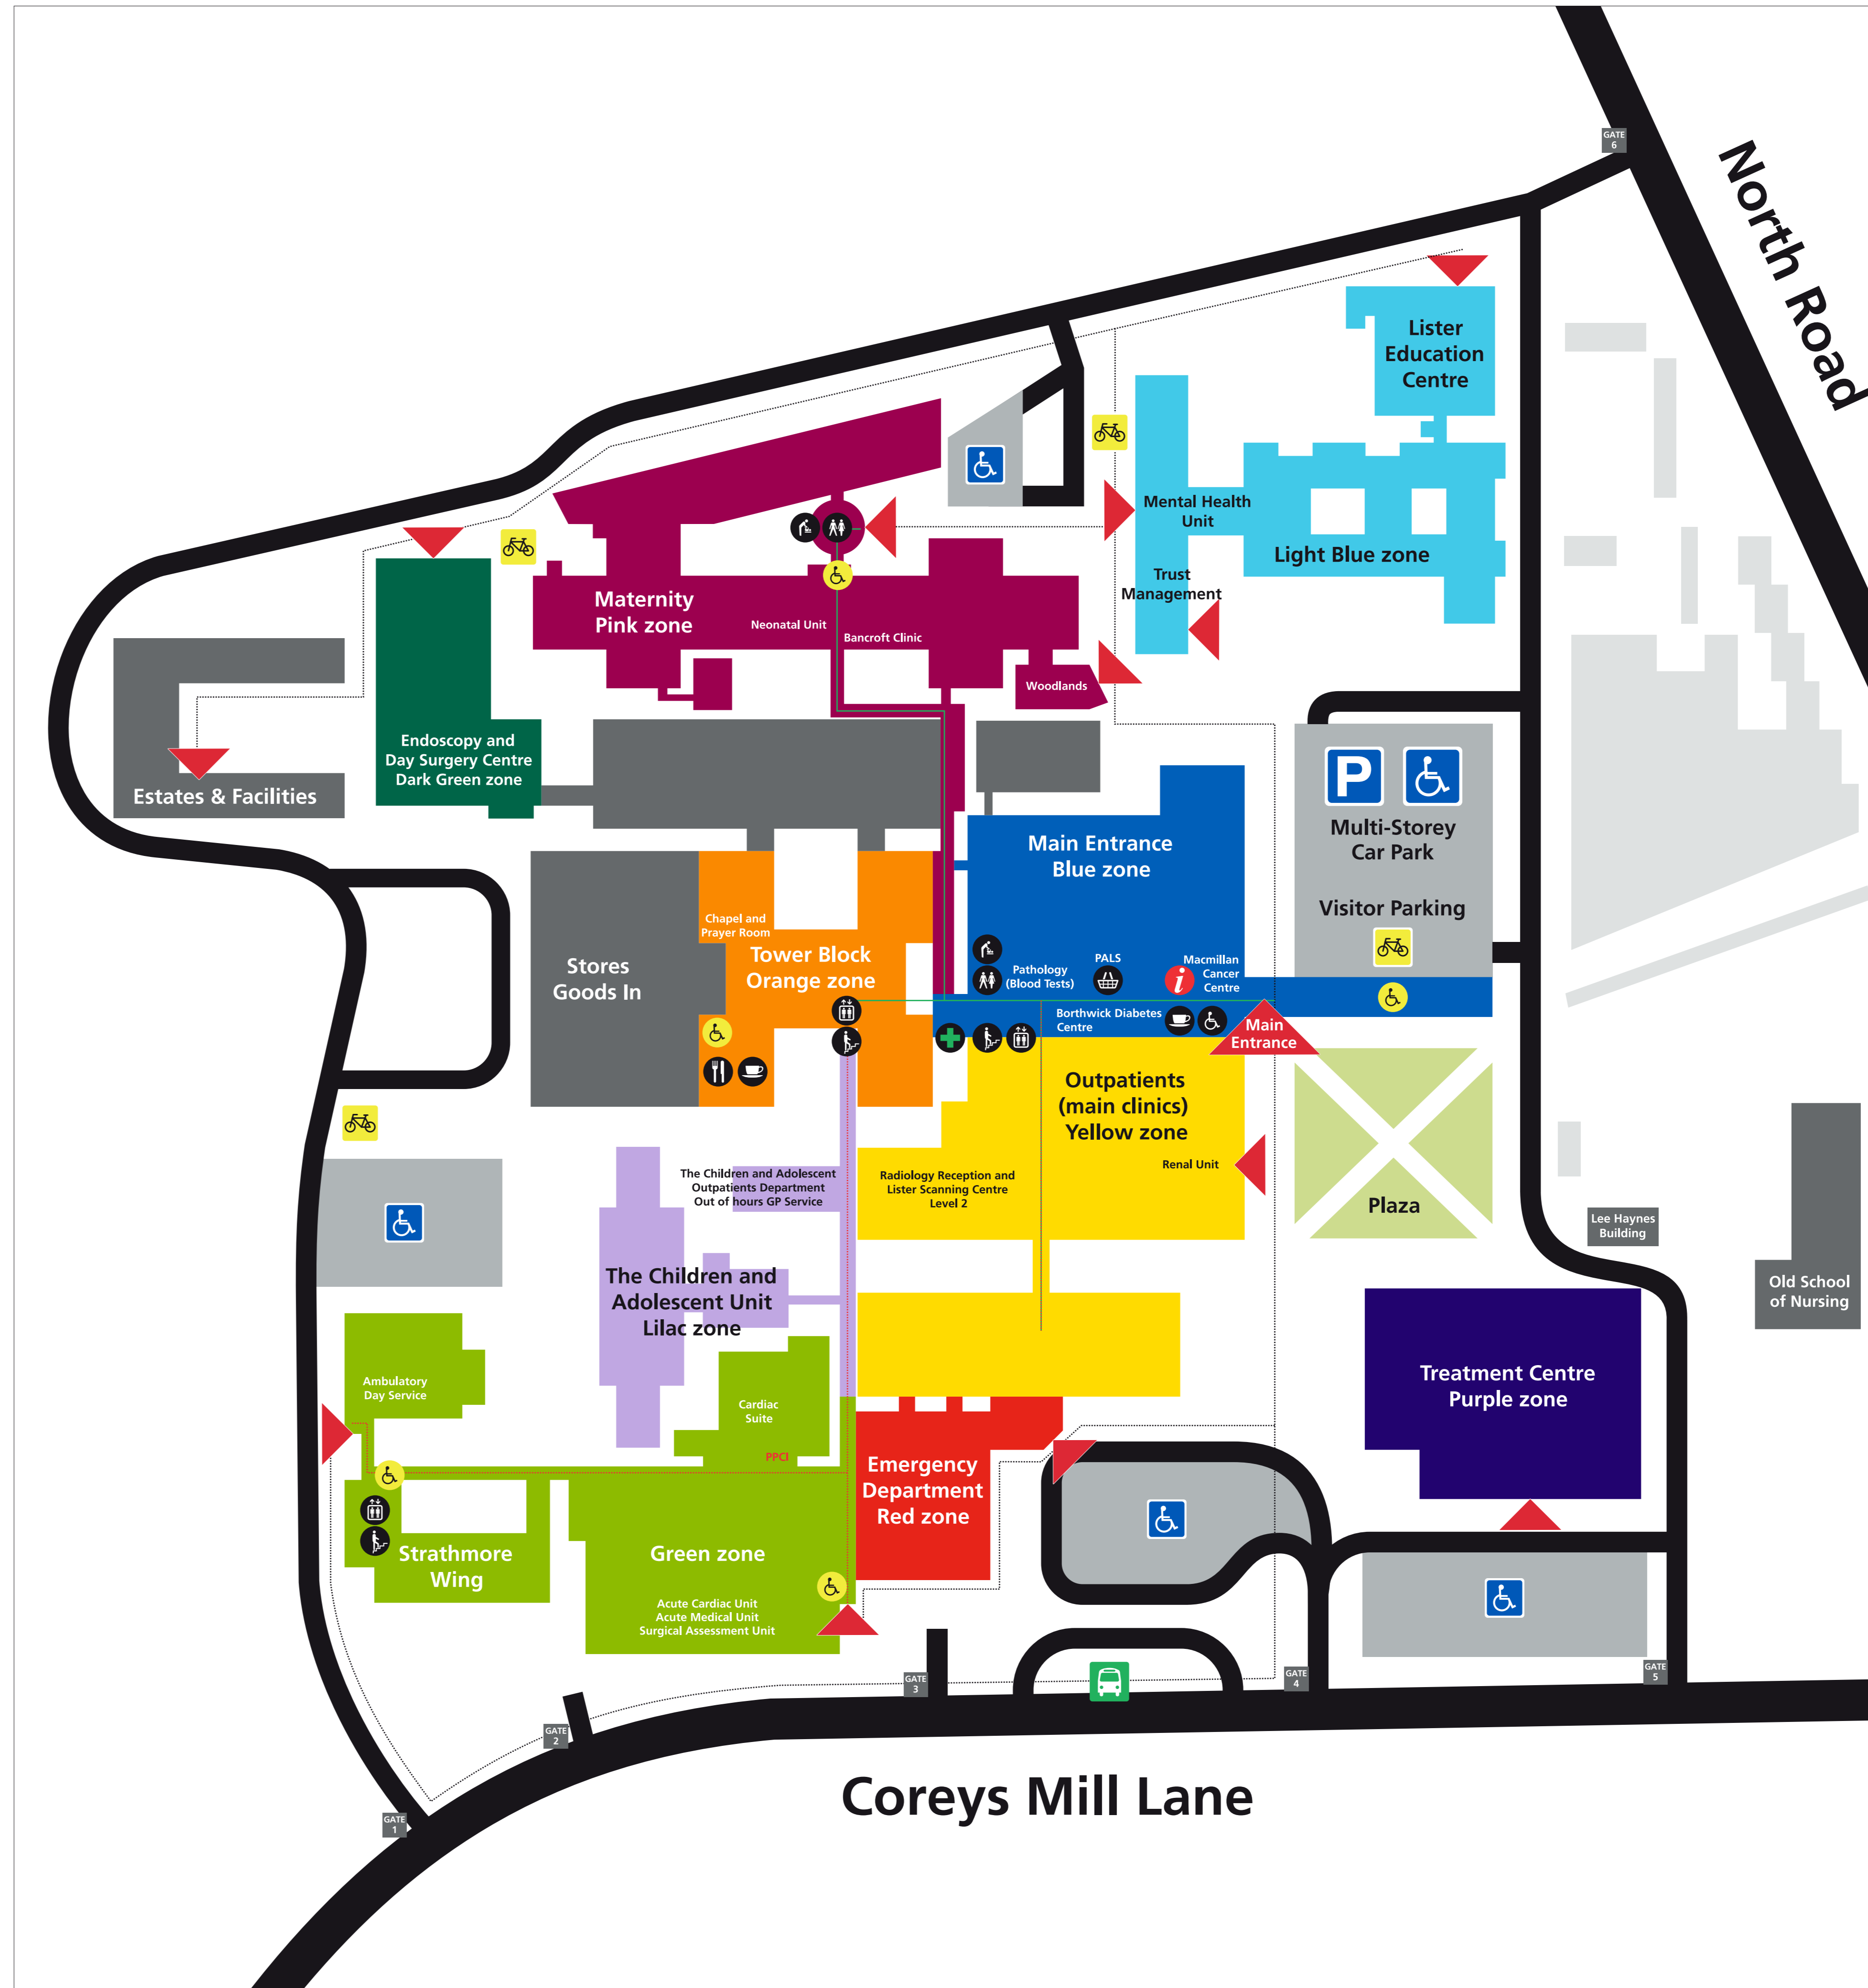 GATE
6
North Road
Lister
Education
Centre
Mental Health
Unit
Light Blue zone
Trust
Management
Maternity
Pink zone
Neonatal Unit
Bancroft Clinic
Woodlands
Endoscopy and
Day Surgery Centre
Dark Green zone
Estates & Facilities
P
Multi-Storey
Car Park
Visitor Parking
Main Entrance
Blue zone
Chapel and
Prayer Room
Tower Block
Orange zone
Stores
Goods In
Pathology
(Blood Tests)
PALS
i
Macmillan
Cancer
Centre
Borthwick Diabetes
Centre
Main
Entrance
Outpatients
(main clinics)
Yellow zone
Renal Unit
Radiology Reception and
Lister Scanning Centre
Level 2
The Children and Adolescent
Outpatients Department
Out of hours GP Service
The Children and
Adolescent Unit
Lilac zone
Plaza
Lee Haynes
Building
Old School
of Nursing
Treatment Centre
Purple zone
Ambulatory
Day Service
Cardiac
Suite
PPCI
Emergency
Department
Red zone
Strathmore
Wing
Green zone
Acute Cardiac Unit
Acute Medical Unit
Surgical Assessment Unit
GATE
5
GATE
4
GATE
3
GATE
2
GATE
1
Coreys Mill Lane